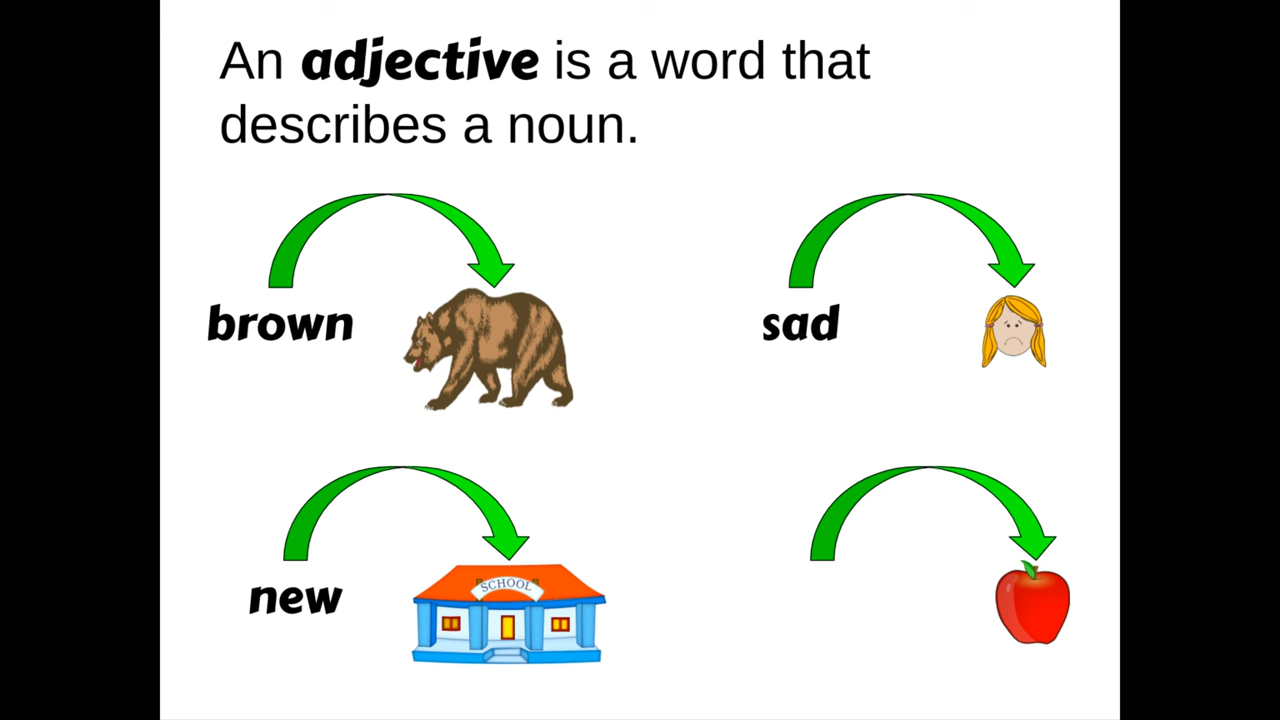 An adjective is a word that
describes a noun.
brown
sad
new
SCHOOL